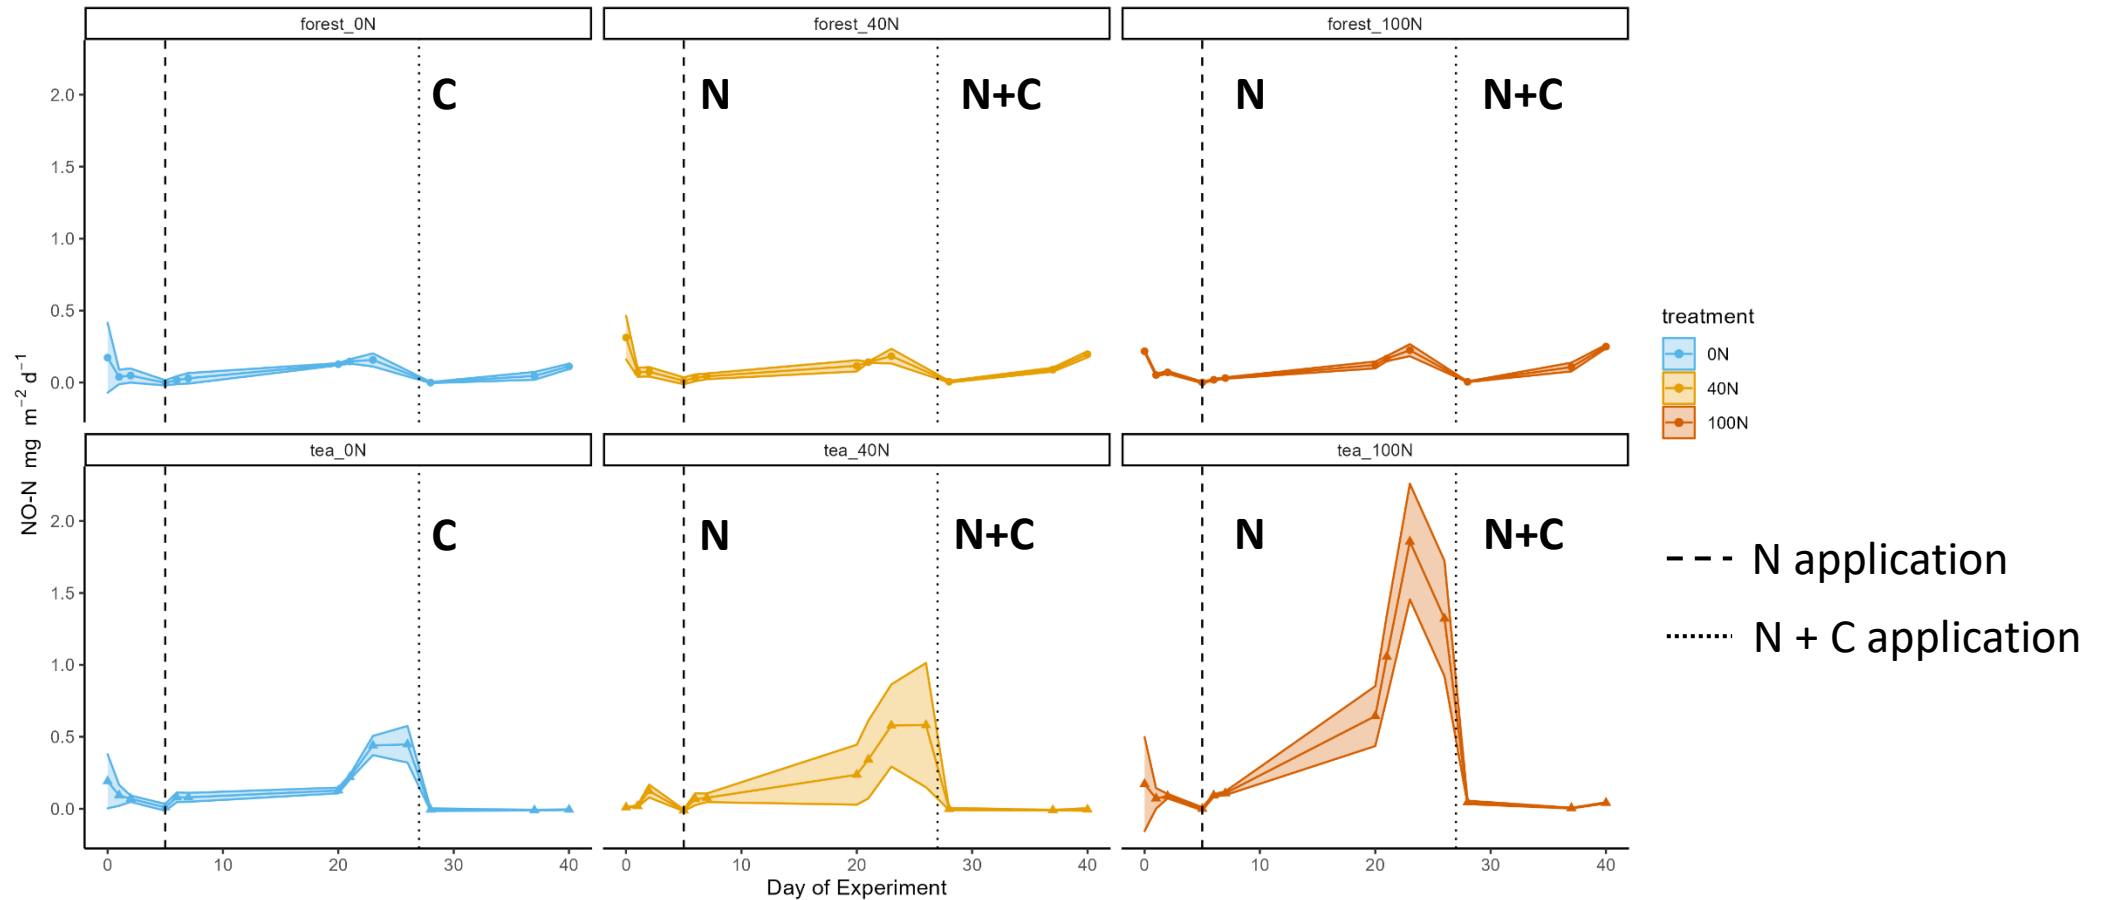 forest_0N
forest_40N
forest_100N
2.0
1.5
1.0
0.5
0.0
C
N
N+C
N
N+C
NO-N mg m⁻² d⁻¹
tea_0N
tea_40N
tea_100N
2.0
1.5
1.0
0.5
0.0
C
N
N+C
N
N+C
0 10 20 30 40
0 10 20 30 40
0 10 20 30 40
Day of Experiment
treatment
0N
40N
100N
N application
N + C application